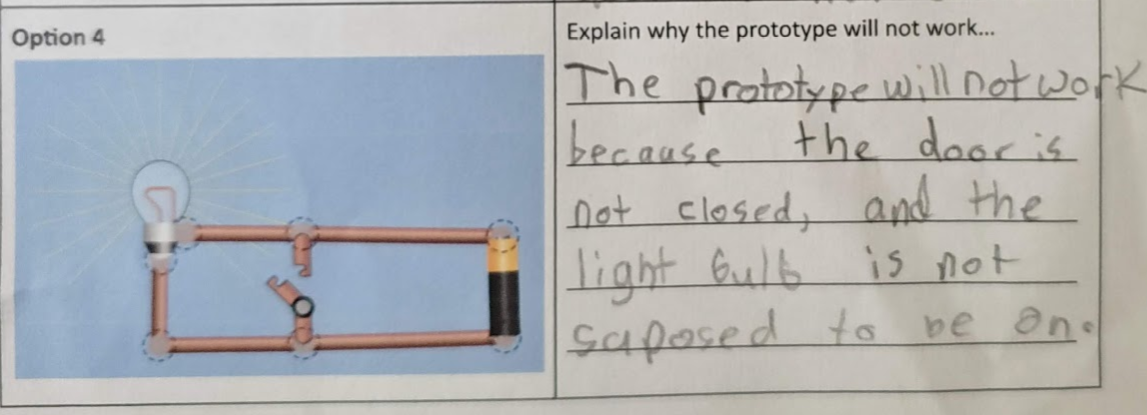 Option 4
Explain why the prototype will not work...
The prototype will not work
because the door is
not closed, and the
light bulb is not
saposed to be on.